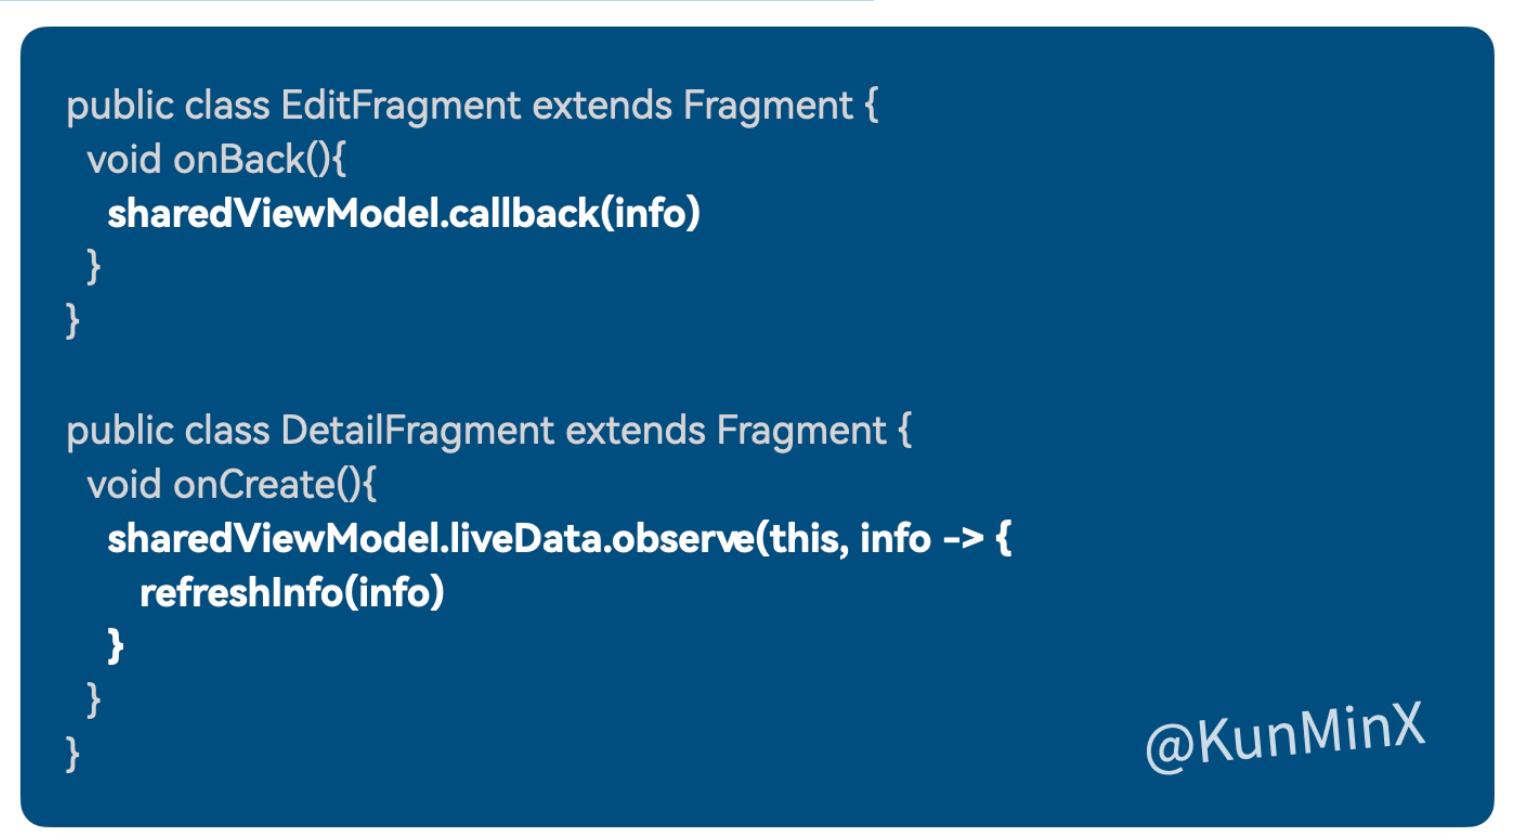 public class EditFragment extends Fragment {
void onBack(){
sharedViewModel.callback(info)
}
}
public class DetailFragment extends Fragment {
void onCreate(){
sharedViewModel.liveData.observe(this, info -> {
refreshInfo(info)
}
}
}
@KunMinX